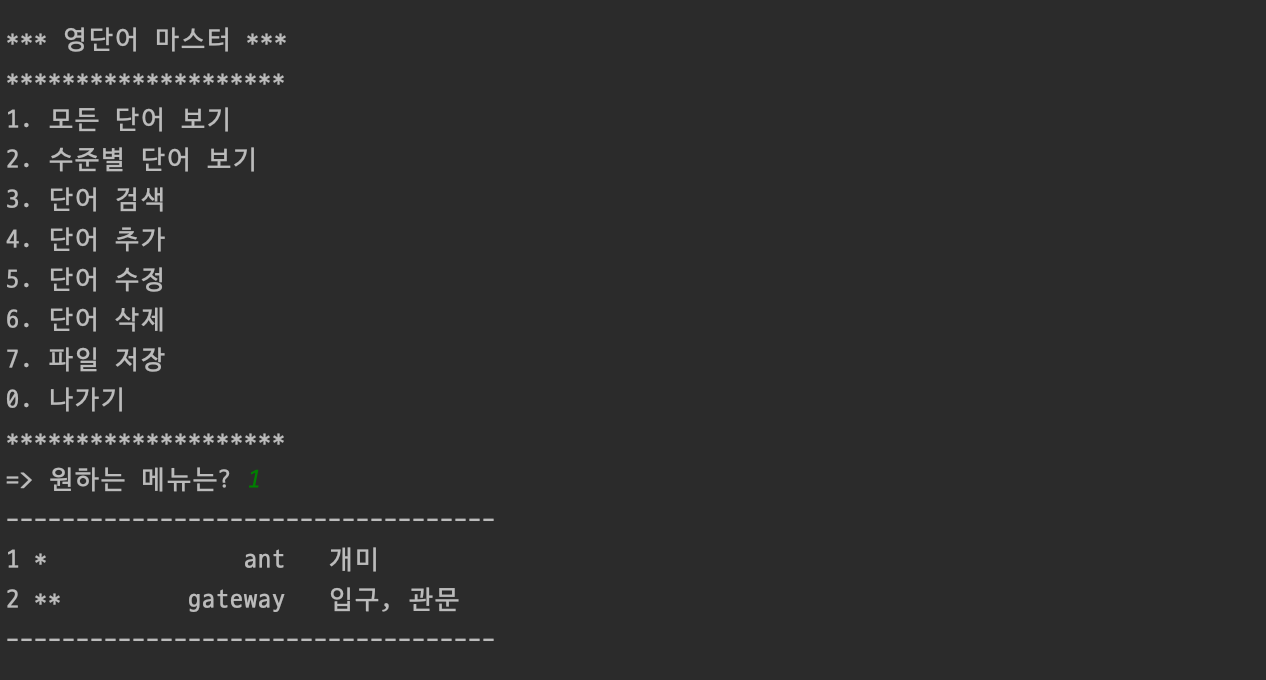 *** 영단어 마스터 ***
********************
1. 모든 단어 보기
2. 수준별 단어 보기
3. 단어 검색
4. 단어 추가
5. 단어 수정
6. 단어 삭제
7. 파일 저장
0. 나가기
********************
=> 원하는 메뉴는? 1
-----------------------------------
1 * ant 개미
2 ** gateway 입구, 관문
-----------------------------------